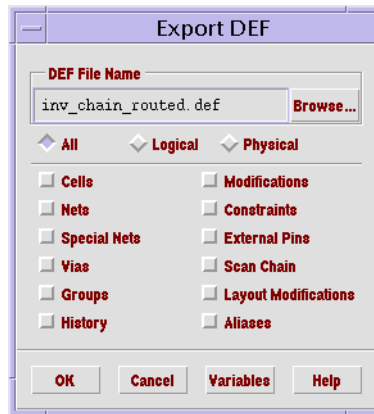 Export DEF
DEF File Name
inv_chain_routed.def Browse...
All Logical Physical
Cells Modifications
Nets Constraints
Special Nets External Pins
Vias Scan Chain
Groups Layout Modifications
History Aliases
OK Cancel Variables Help